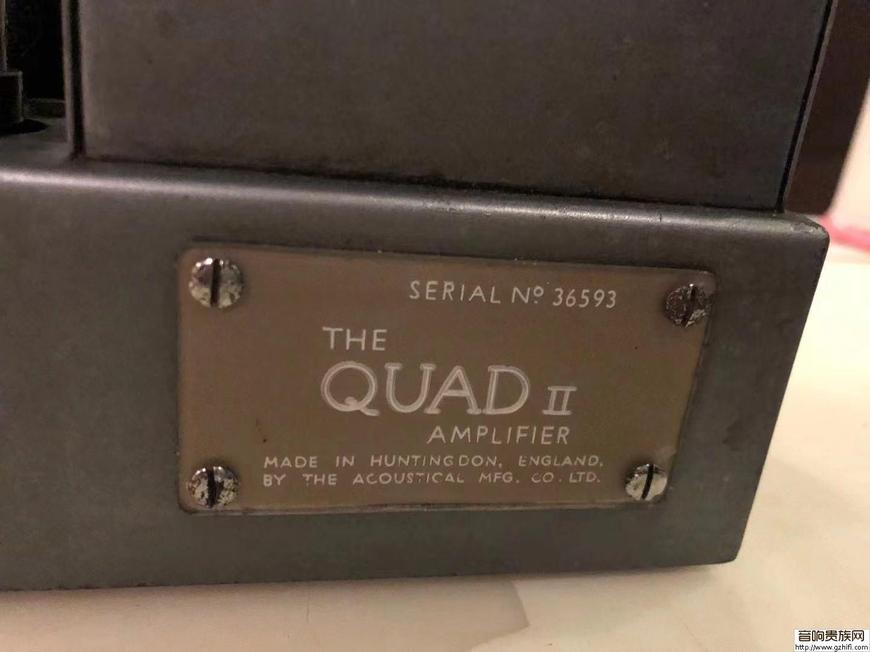 SERIAL Nº 36593
THE
QUAD II
AMPLIFIER
MADE IN HUNTINGDON, ENGLAND,
BY THE ACOUSTICAL MFG. CO. LTD.
音响贵族网
http://www.gzhifi.com